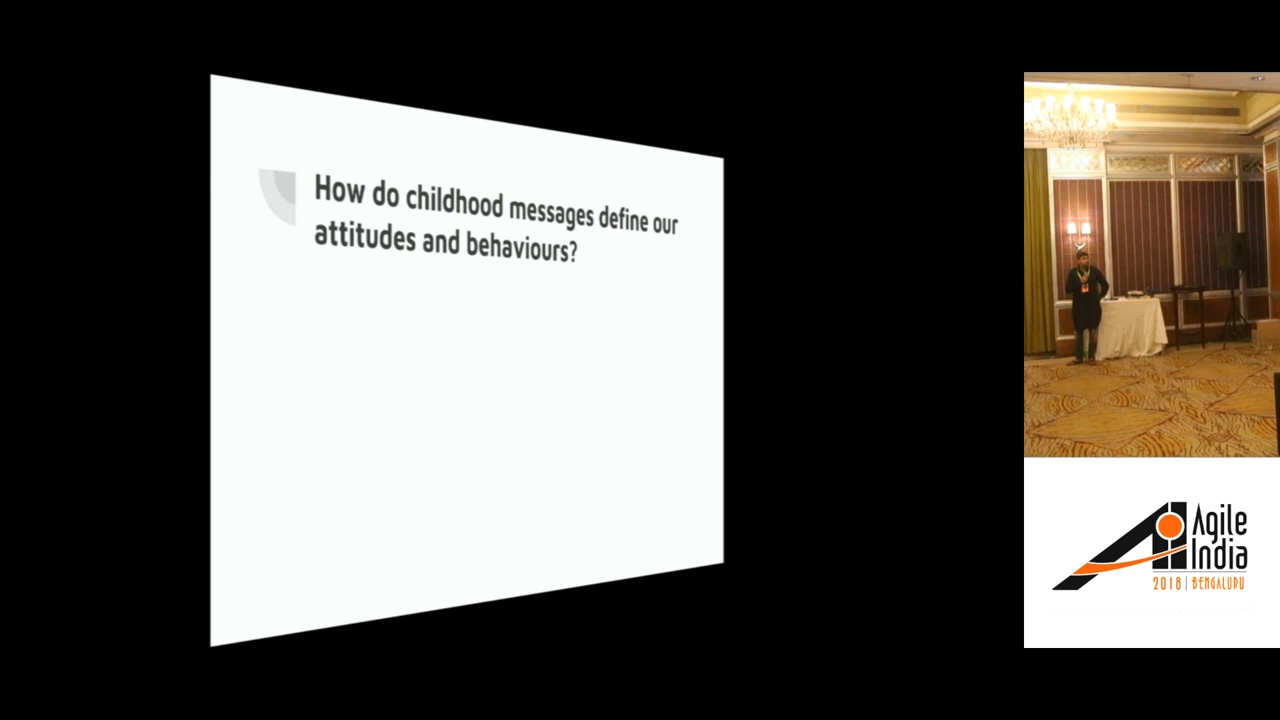 How do childhood messages define our
attitudes and behaviours?
Agile
India
2018 | BENGALURU